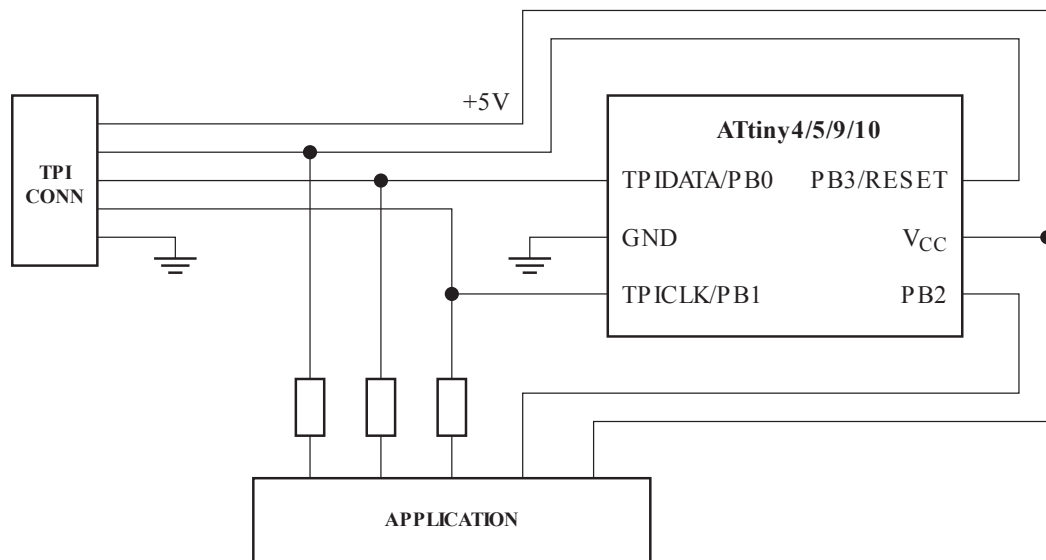 +5V
TPI
CONN
ATtiny4/5/9/10
TPIDATA/PB0
PB3/RESET
GND
VCC
TPICLK/PB1
PB2
APPLICATION